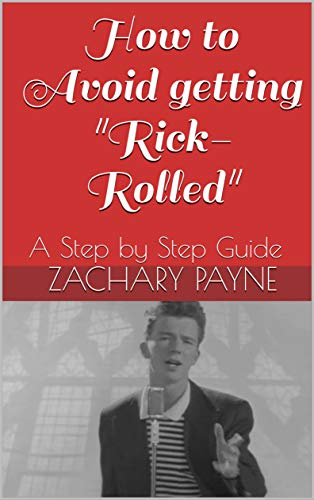 How to
Avoid getting
"Rick-
Rolled"
A Step by Step Guide
ZACHARY PAYNE